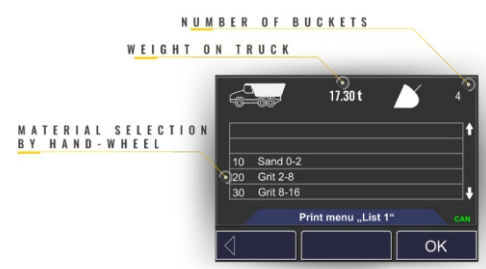 NUMBER OF BUCKETS
WEIGHT ON TRUCK
17.30 t
4
MATERIAL SELECTION
BY HAND-WHEEL
10 Sand 0-2
20 Grit 2-8
30 Grit 8-16
Print menu „List 1“
CAN
OK